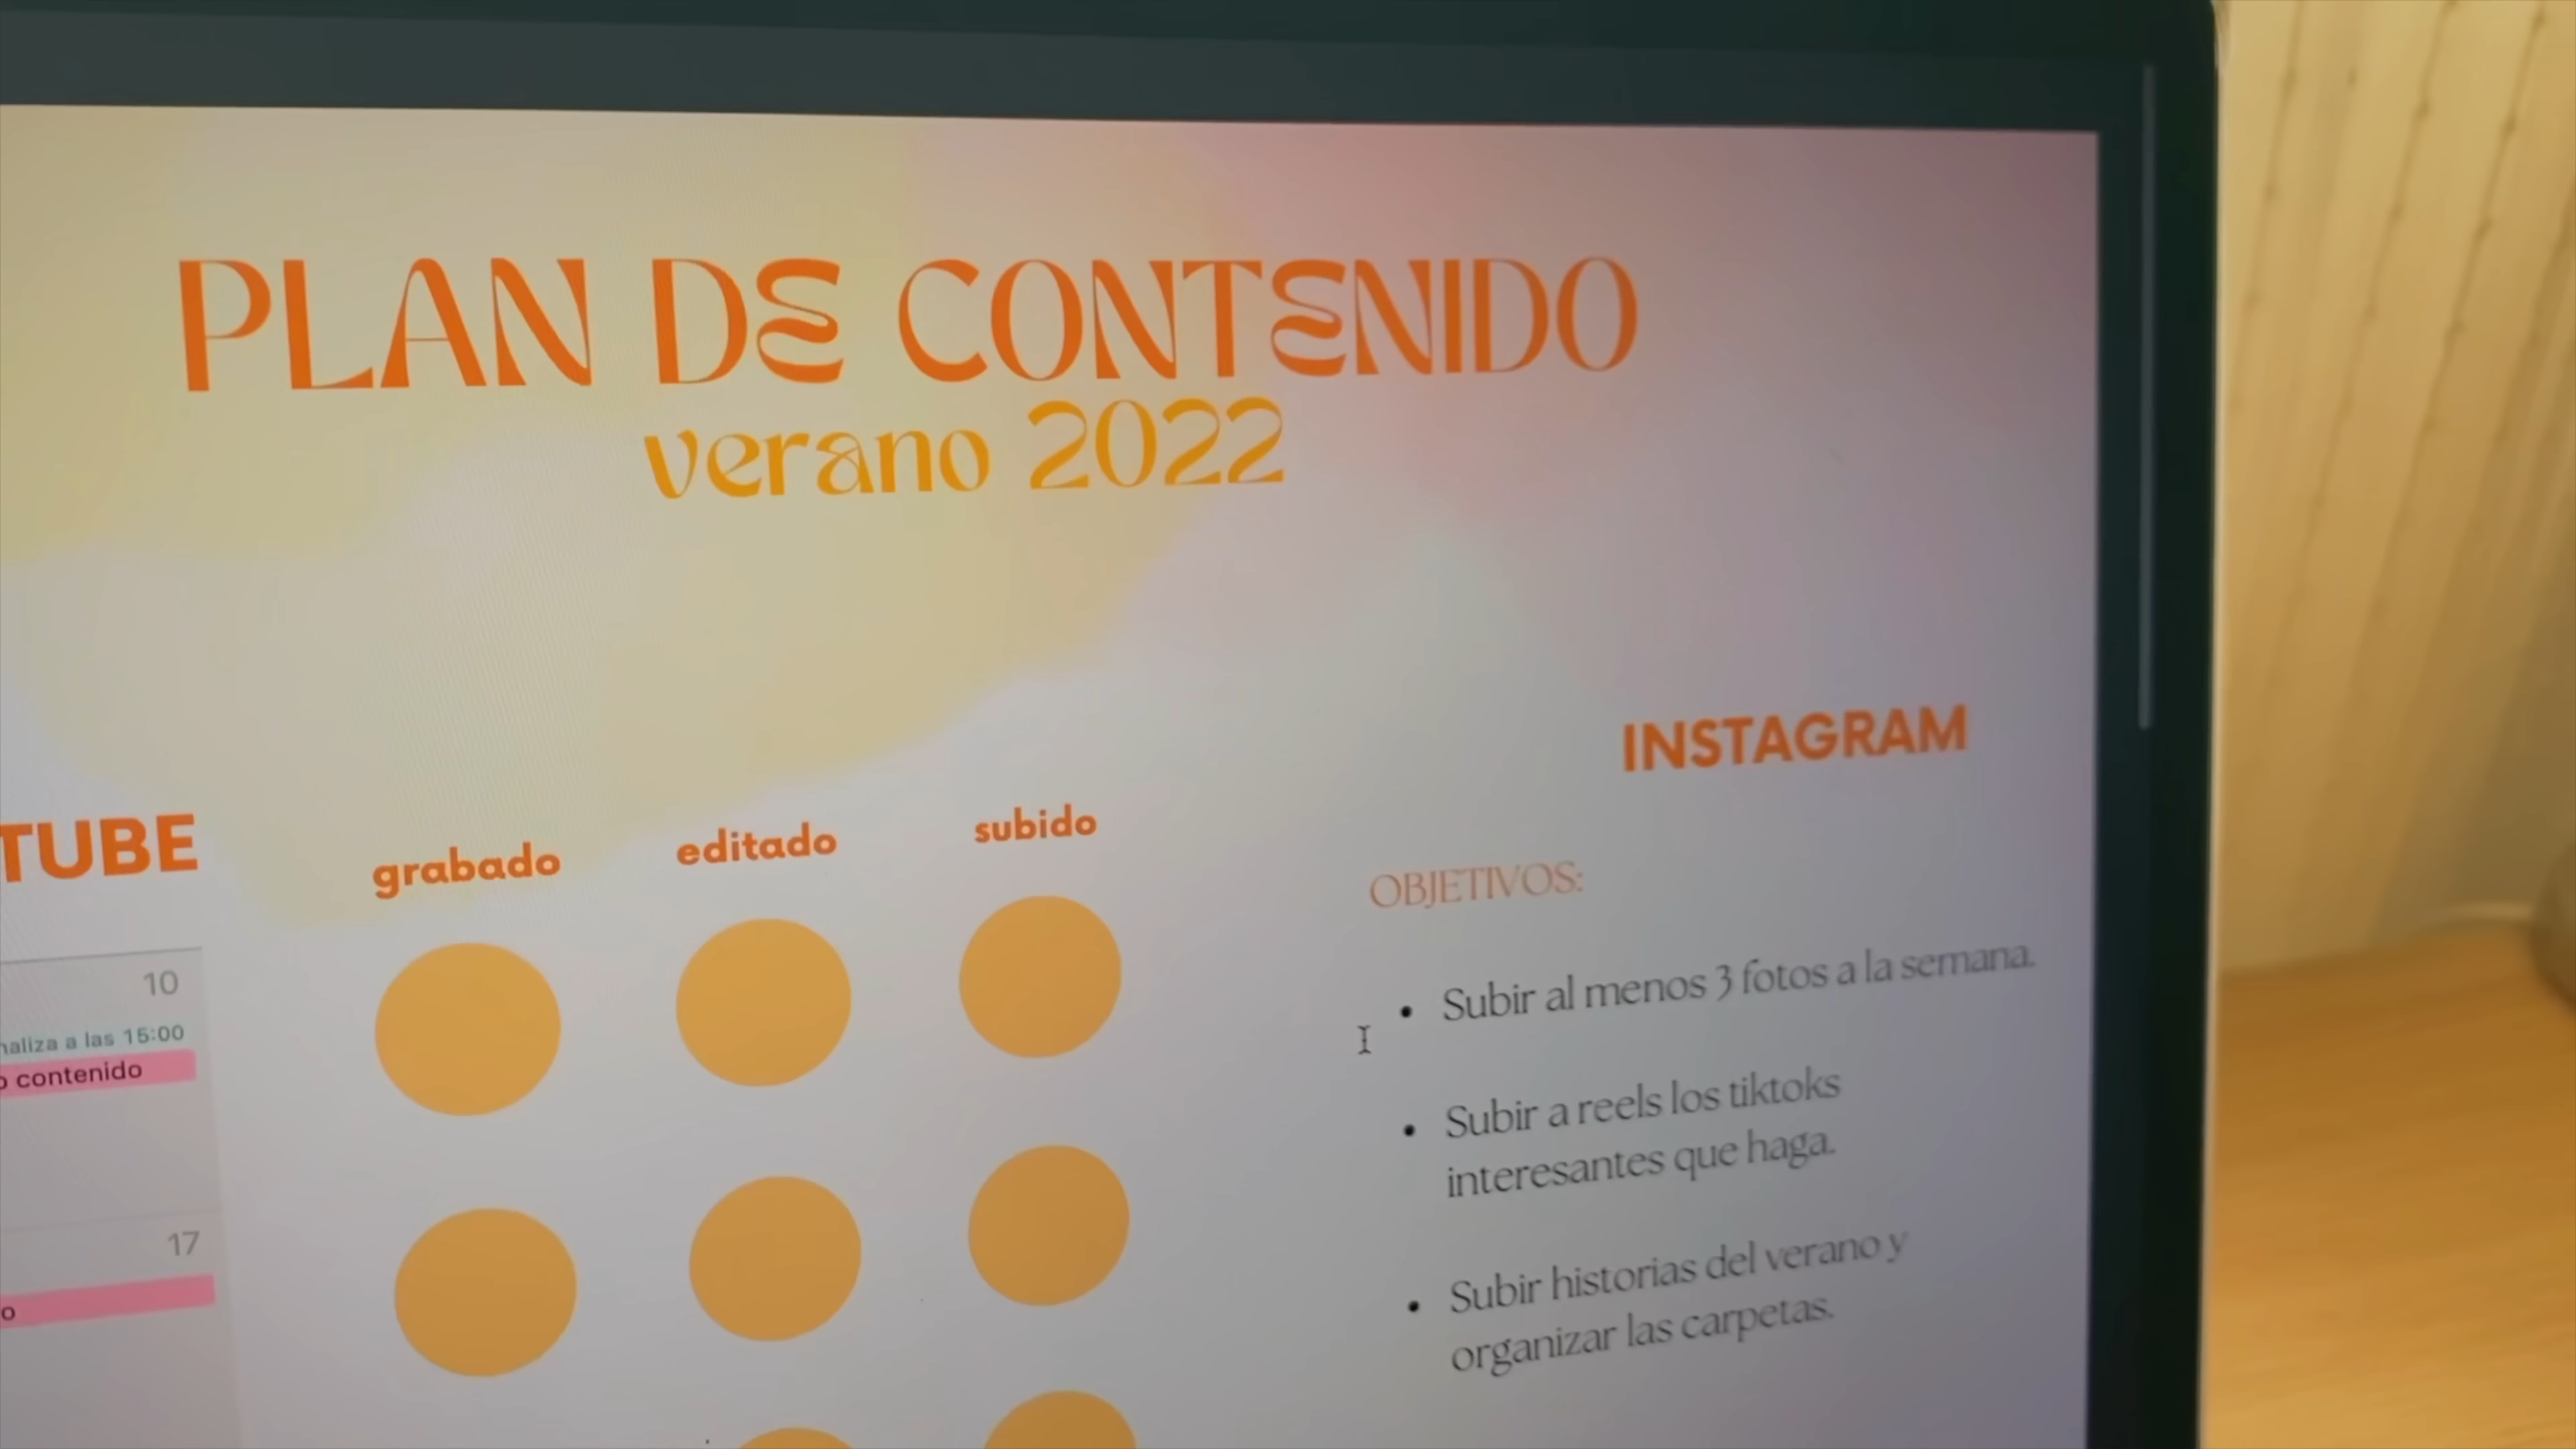 PLAN DE CONTENIDO
verano 2022
TUBE
grabado
editado
subido
10
naliza a las 15:00
o contenido
17
o
INSTAGRAM
OBJETIVOS:
• Subir al menos 3 fotos a la semana.
• Subir a reels los tiktoks
interesantes que haga.
• Subir historias del verano y
organizar las carpetas.